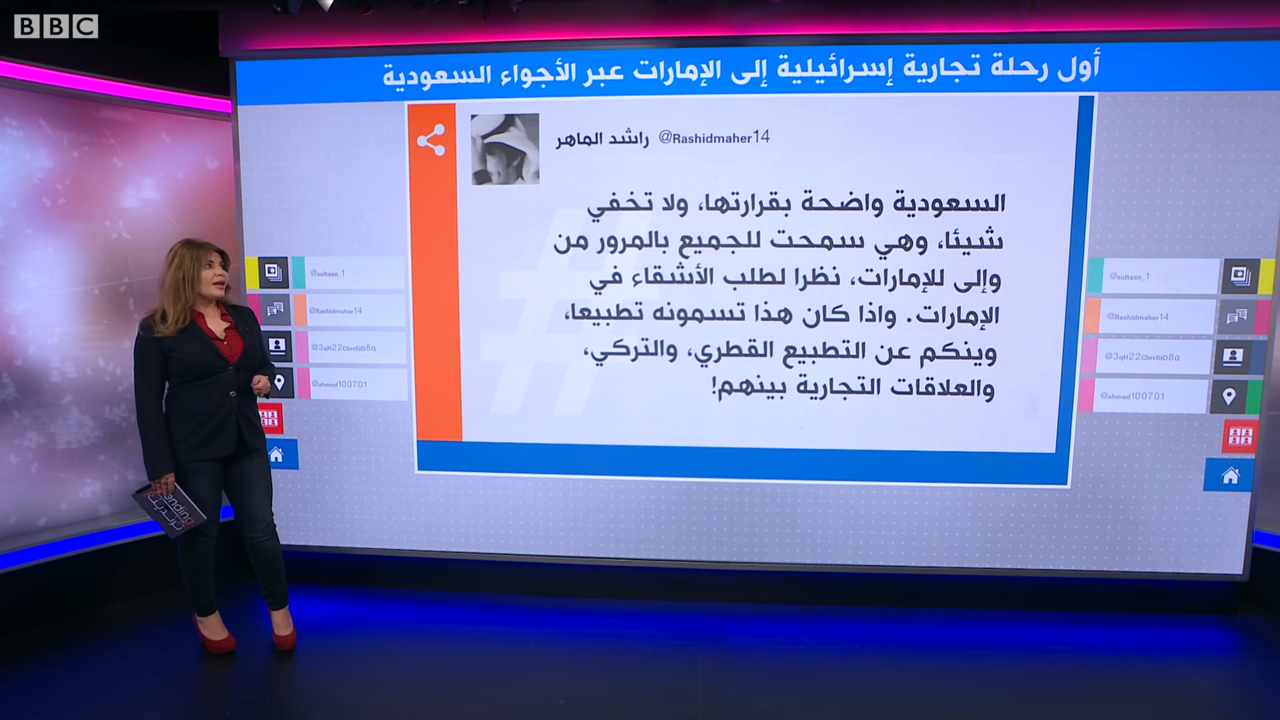 BBC
أول رحلة تجارية إسرائيلية إلى الإمارات عبر الأجواء السعودية
راشد الماهر @Rashidmaher14
السعودية واضحة بقرارتها، ولا تخفي
شيئا، وهي سمحت للجميع بالمرور من
وإلى للإمارات، نظرا لطلب الأشقاء في
الإمارات. واذا كان هذا تسمونه تطبيعا،
وينكم عن التطبيع القطري، والتركي،
والعلاقات التجارية بينهم!
@sultaan_1
@Rashidmaher14
@ahmed100701
@sultaan_1
@Rashidmaher14
@ahmed100701
ترندينغ